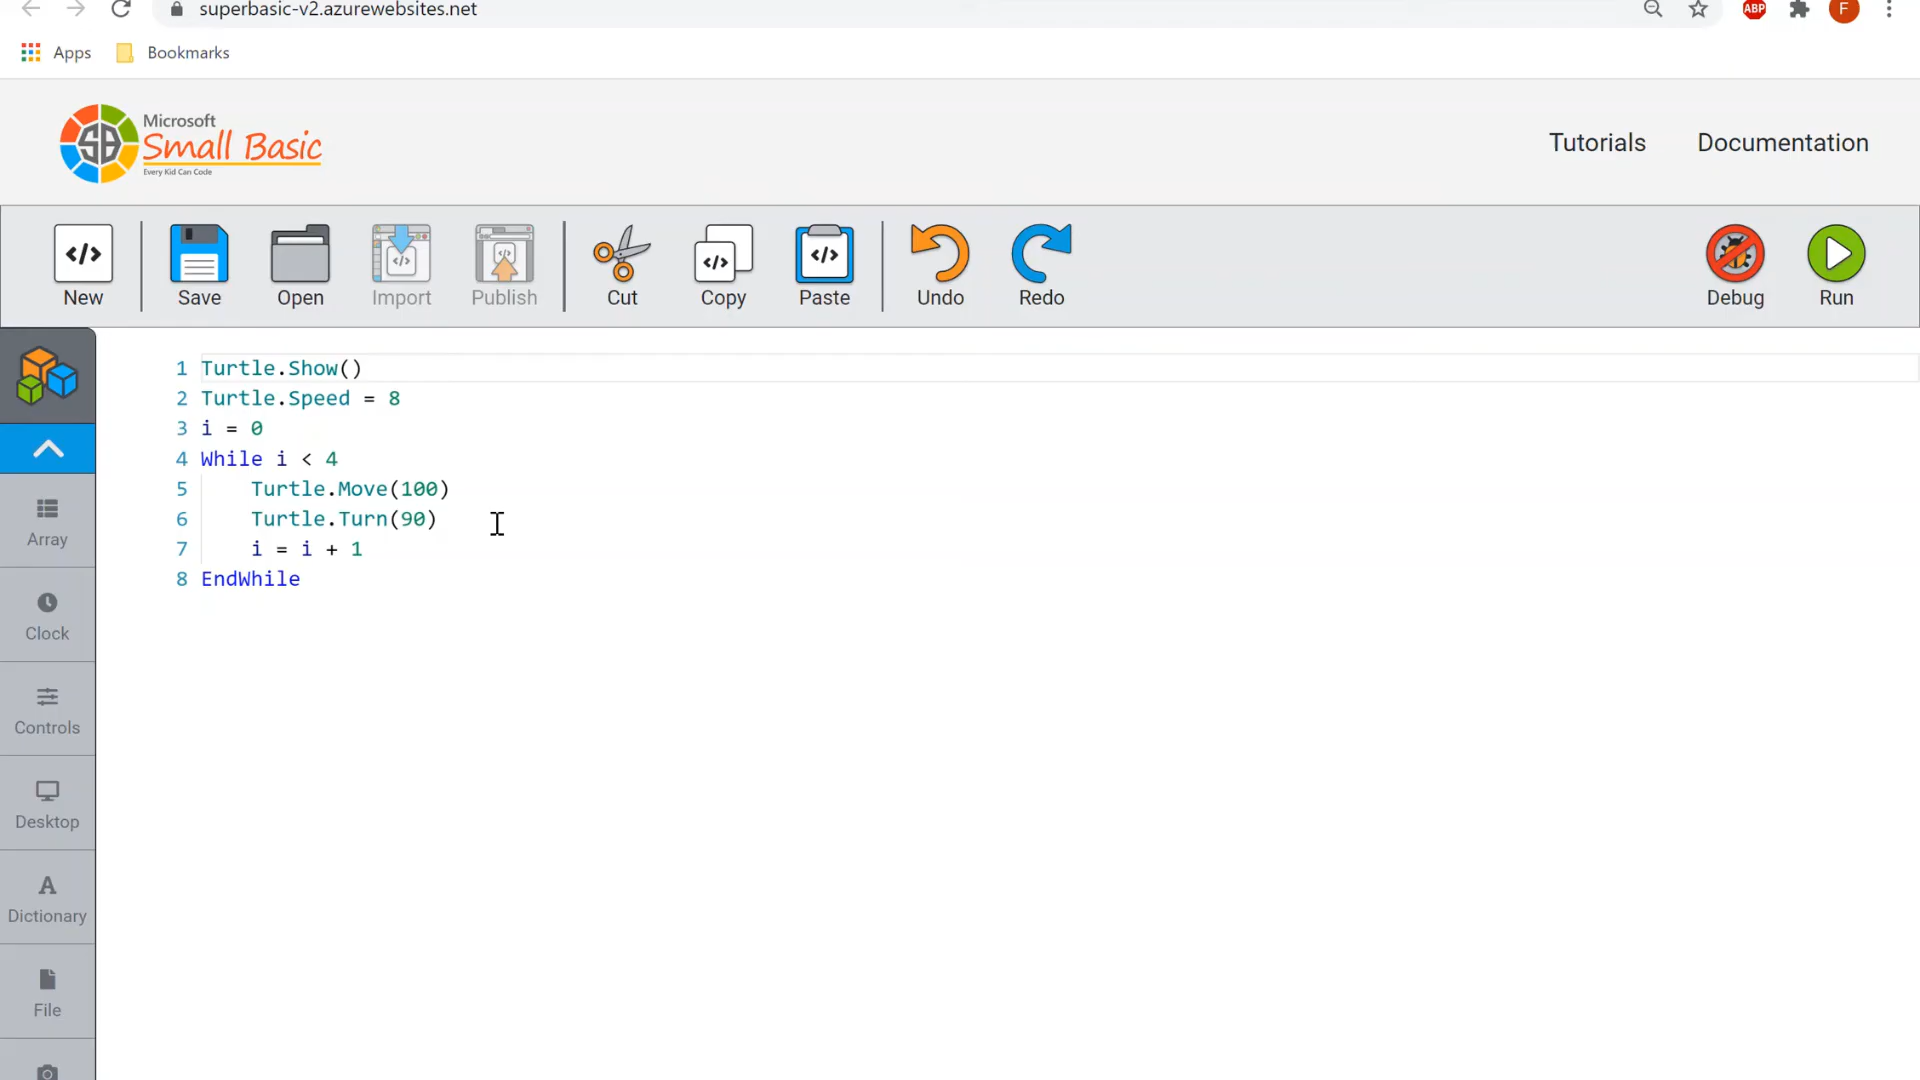 superbasic-v2.azurewebsites.net
ABP
F
Apps
Bookmarks
SB
Microsoft
Small Basic
Every Kid Can Code
Tutorials
Documentation
New
Save
Open
Import
Publish
Cut
Copy
Paste
Undo
Redo
Debug
Run
1 Turtle.Show()
2 Turtle.Speed = 8
3 i = 0
4 While i < 4
5     Turtle.Move(100)
6     Turtle.Turn(90)
7     i = i + 1
8 EndWhile
Array
Clock
Controls
Desktop
A
Dictionary
File